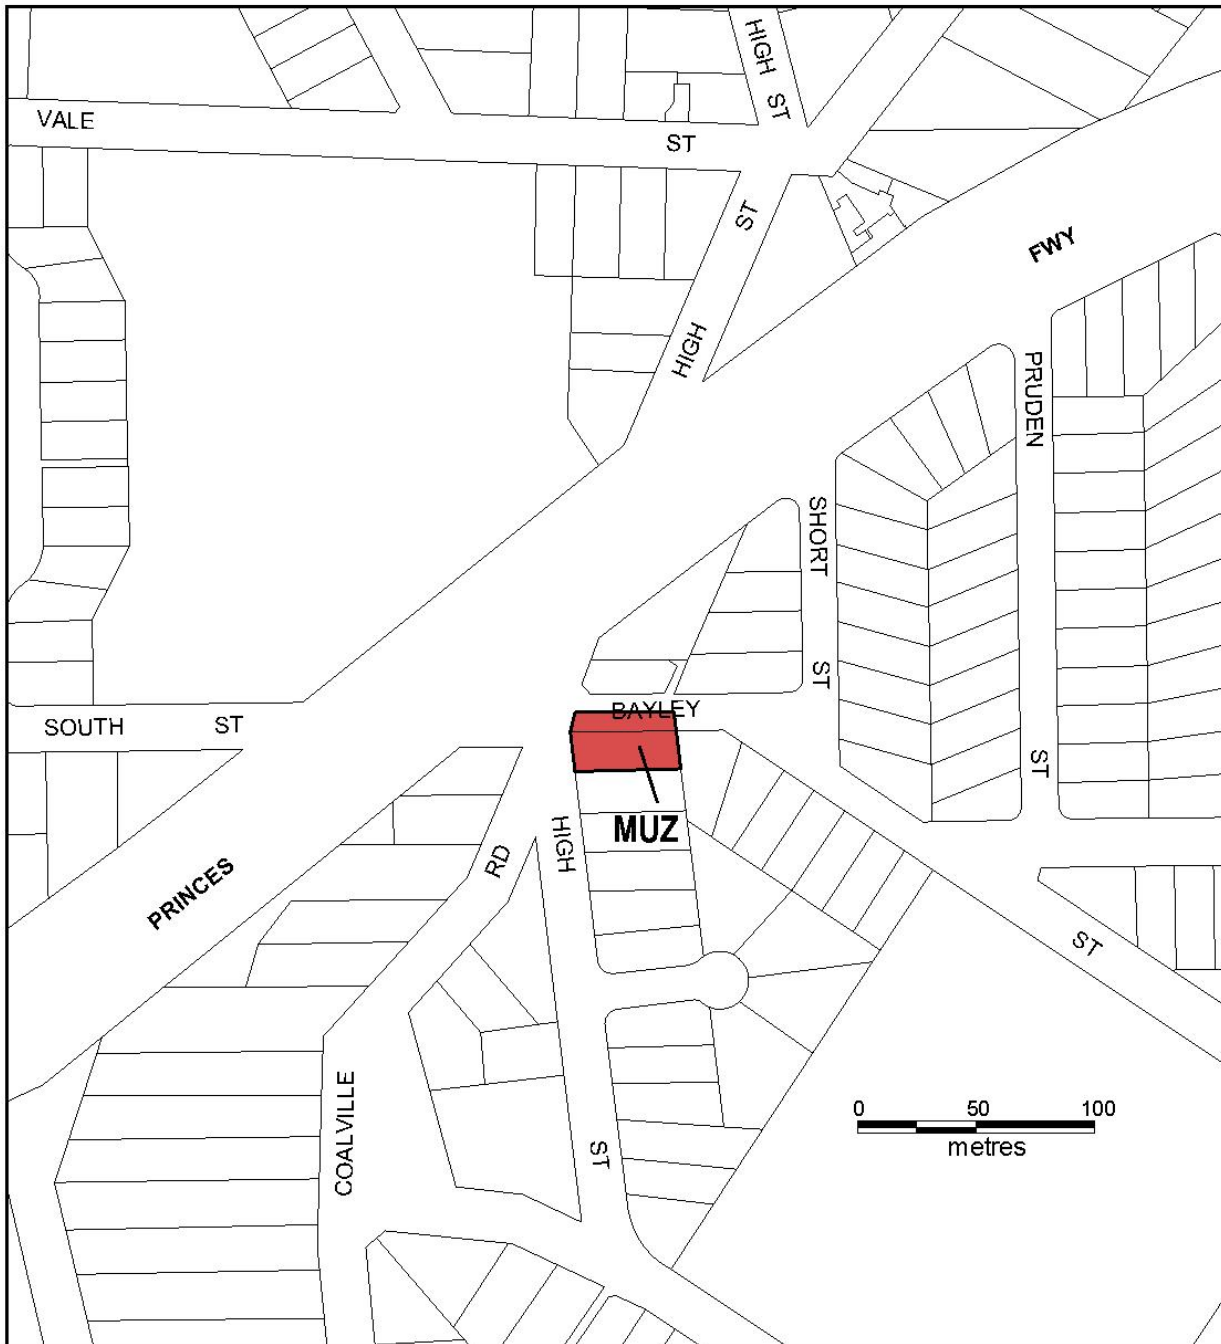 HIGH ST
VALE ST
HIGH ST
FWY
PRUDEN ST
SHORT ST
BAYLEY ST
SOUTH ST
MUZ
HIGH ST
RD
PRINCES
COALVILLE
0 50 100
metres